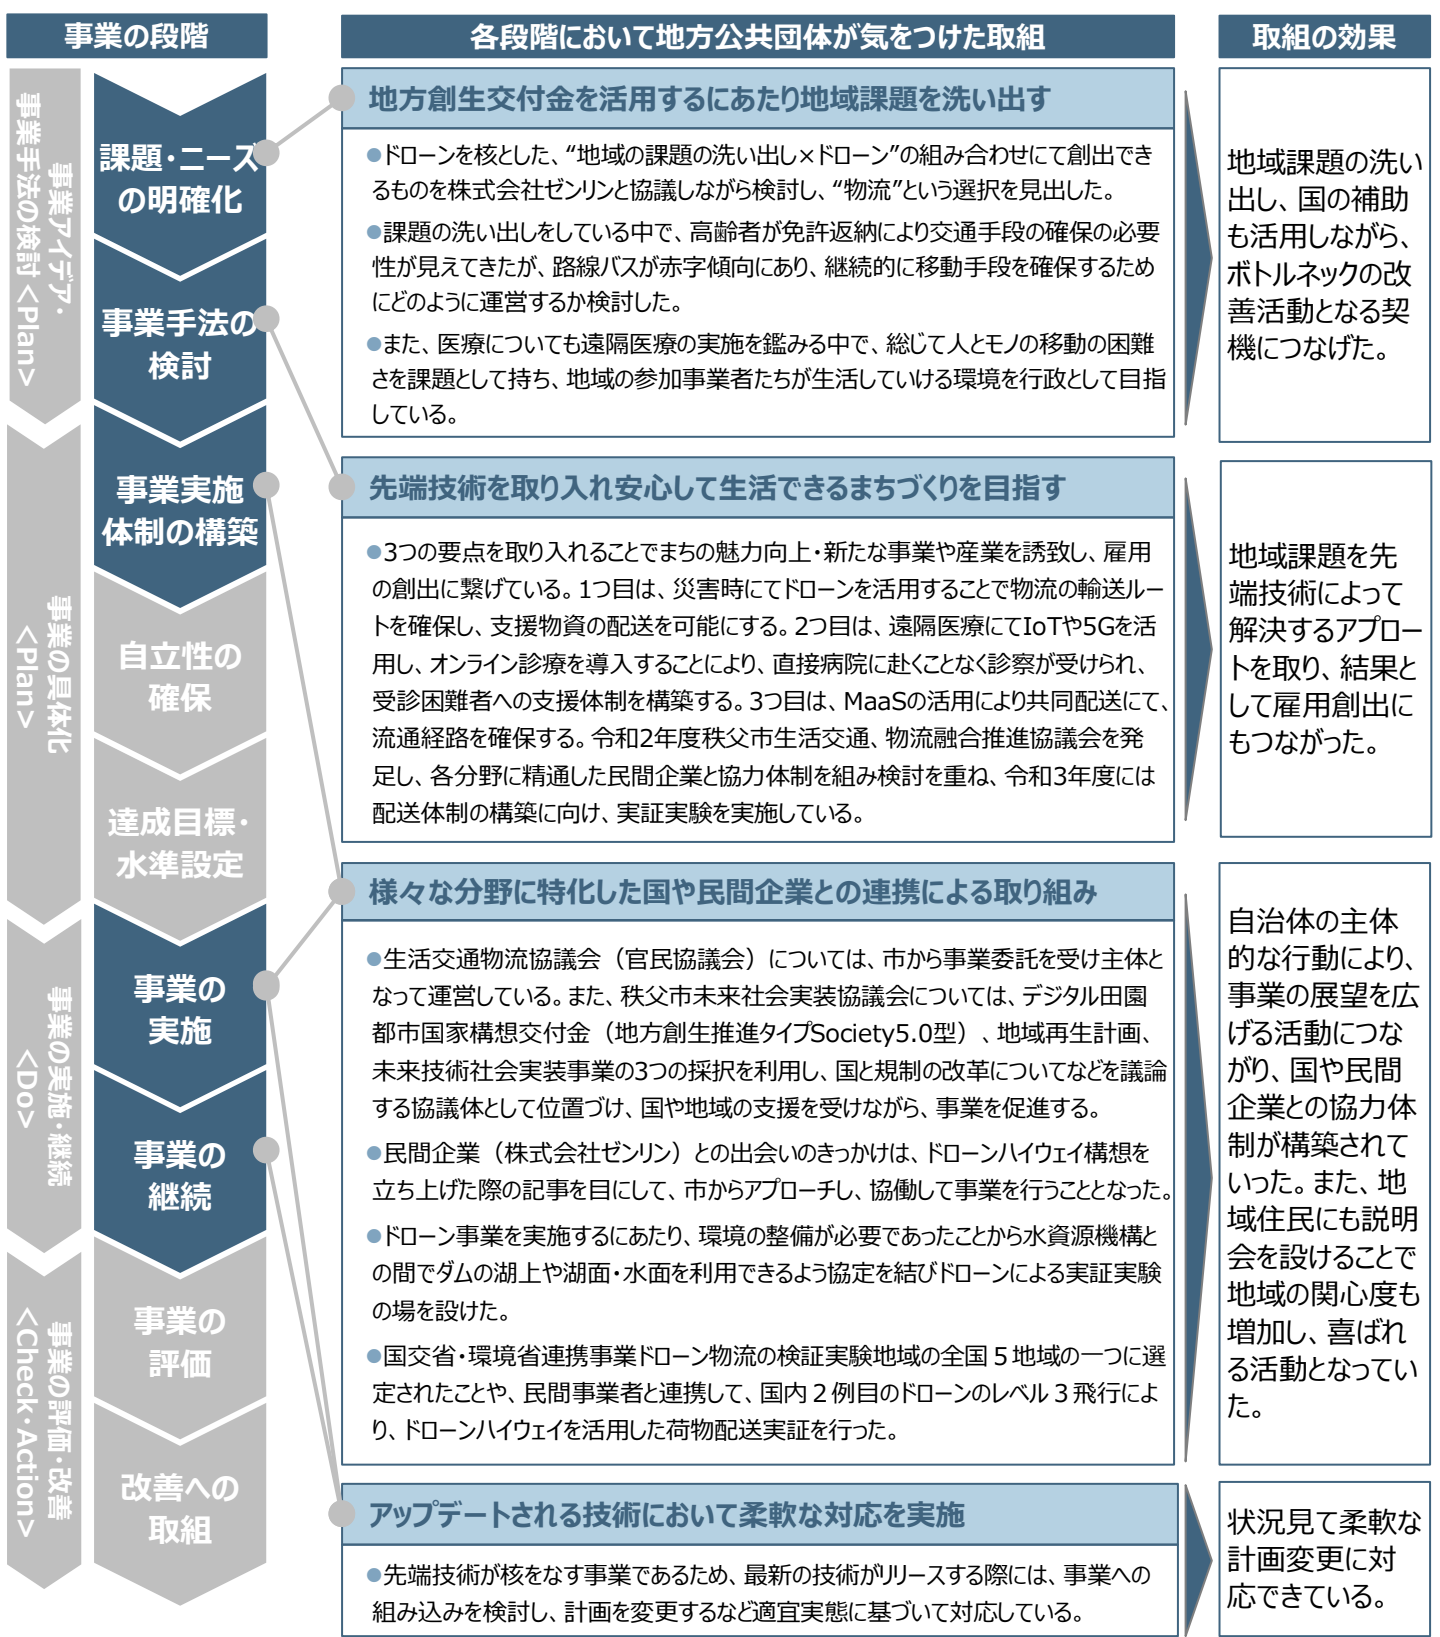 事業の段階
各段階において地方公共団体が気をつけた取組
取組の効果
事業アイデア・
事業手法の検討 <Plan>
事業の具体化
<Plan>
事業の実施・継続
<Do>
事業の評価・改善
<Check・Action>
課題・ニーズ
の明確化
事業手法の
検討
事業実施
体制の構築
自立性の
確保
達成目標・
水準設定
事業の
実施
事業の
継続
事業の
評価
改善への
取組
地方創生交付金を活用するにあたり地域課題を洗い出す
●ドローンを核とした、“地域の課題の洗い出し×ドローン”の組み合わせにて創出でき
るものを株式会社ゼンリンと協議しながら検討し、“物流”という選択を見出した。
●課題の洗い出しをしている中で、高齢者が免許返納により交通手段の確保の必要
性が見えてきたが、路線バスが赤字傾向にあり、継続的に移動手段を確保するため
にどのように運営するか検討した。
●また、医療についても遠隔医療の実施を鑑みる中で、総じて人とモノの移動の困難
さを課題として持ち、地域の参加事業者たちが生活していける環境を行政として目指
している。
地域課題の洗い
出し、国の補助
も活用しながら、
ボトルネックの改
善活動となる契
機につなげた。
先端技術を取り入れ安心して生活できるまちづくりを目指す
●3つの要点を取り入れることでまちの魅力向上・新たな事業や産業を誘致し、雇用
の創出に繋げている。1つ目は、災害時にてドローンを活用することで物流の輸送ルー
トを確保し、支援物資の配送を可能にする。2つ目は、遠隔医療にてIoTや5Gを活
用し、オンライン診療を導入することにより、直接病院に赴くことなく診察が受けられ、
受診困難者への支援体制を構築する。3つ目は、MaaSの活用により共同配送にて、
流通経路を確保する。令和2年度秩父市生活交通、物流融合推進協議会を発
足し、各分野に精通した民間企業と協力体制を組み検討を重ね、令和3年度には
配送体制の構築に向け、実証実験を実施している。
地域課題を先
端技術によって
解決するアプロー
トを取り、結果と
して雇用創出に
もつながった。
様々な分野に特化した国や民間企業との連携による取り組み
●生活交通物流協議会（官民協議会）については、市から事業委託を受け主体と
なって運営している。また、秩父市未来社会実装協議会については、デジタル田園
都市国家構想交付金（地方創生推進タイプSociety5.0型）、地域再生計画、
未来技術社会実装事業の3つの採択を利用し、国と規制の改革についてなどを議論
する協議体として位置づけ、国や地域の支援を受けながら、事業を促進する。
●民間企業（株式会社ゼンリン）との出会いのきっかけは、ドローンハイウェイ構想を
立ち上げた際の記事を目にして、市からアプローチし、協働して事業を行うこととなった。
●ドローン事業を実施するにあたり、環境の整備が必要であったことから水資源機構と
の間でダムの湖上や湖面・水面を利用できるよう協定を結びドローンによる実証実験
の場を設けた。
●国交省・環境省連携事業ドローン物流の検証実験地域の全国５地域の一つに選
定されたことや、民間事業者と連携して、国内２例目のドローンのレベル３飛行によ
り、ドローンハイウェイを活用した荷物配送実証を行った。
自治体の主体
的な行動により、
事業の展望を広
げる活動につな
がり、国や民間
企業との協力体
制が構築されて
いった。また、地
域住民にも説明
会を設けることで
地域の関心度も
増加し、喜ばれ
る活動となってい
た。
アップデートされる技術において柔軟な対応を実施
●先端技術が核をなす事業であるため、最新の技術がリリースする際には、事業への
組み込みを検討し、計画を変更するなど適宜実態に基づいて対応している。
状況見て柔軟な
計画変更に対
応できている。